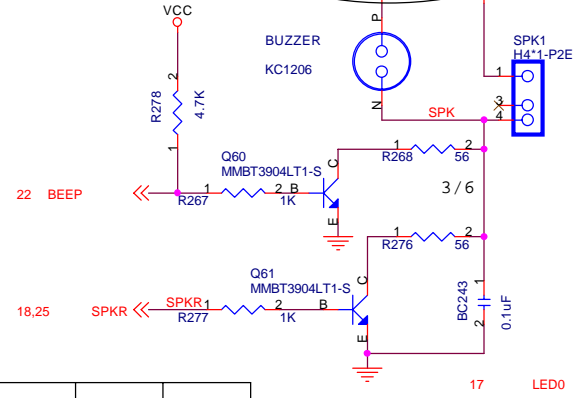 VCC
P
BUZZER
KC1206
SPK1
H4*1-P2E
1
3
4
2
R278
4.7K
1
N
SPK
Q60
MMBT3904LT1-S
C
1
R268
2
56
22 BEEP
1
R267
2
1K
B
E
3/6
1
R276
2
56
Q61
MMBT3904LT1-S
C
18,25
SPKR
SPKR
1
R277
2
1K
B
E
1
BC243
2
0.1uF
17
LED0